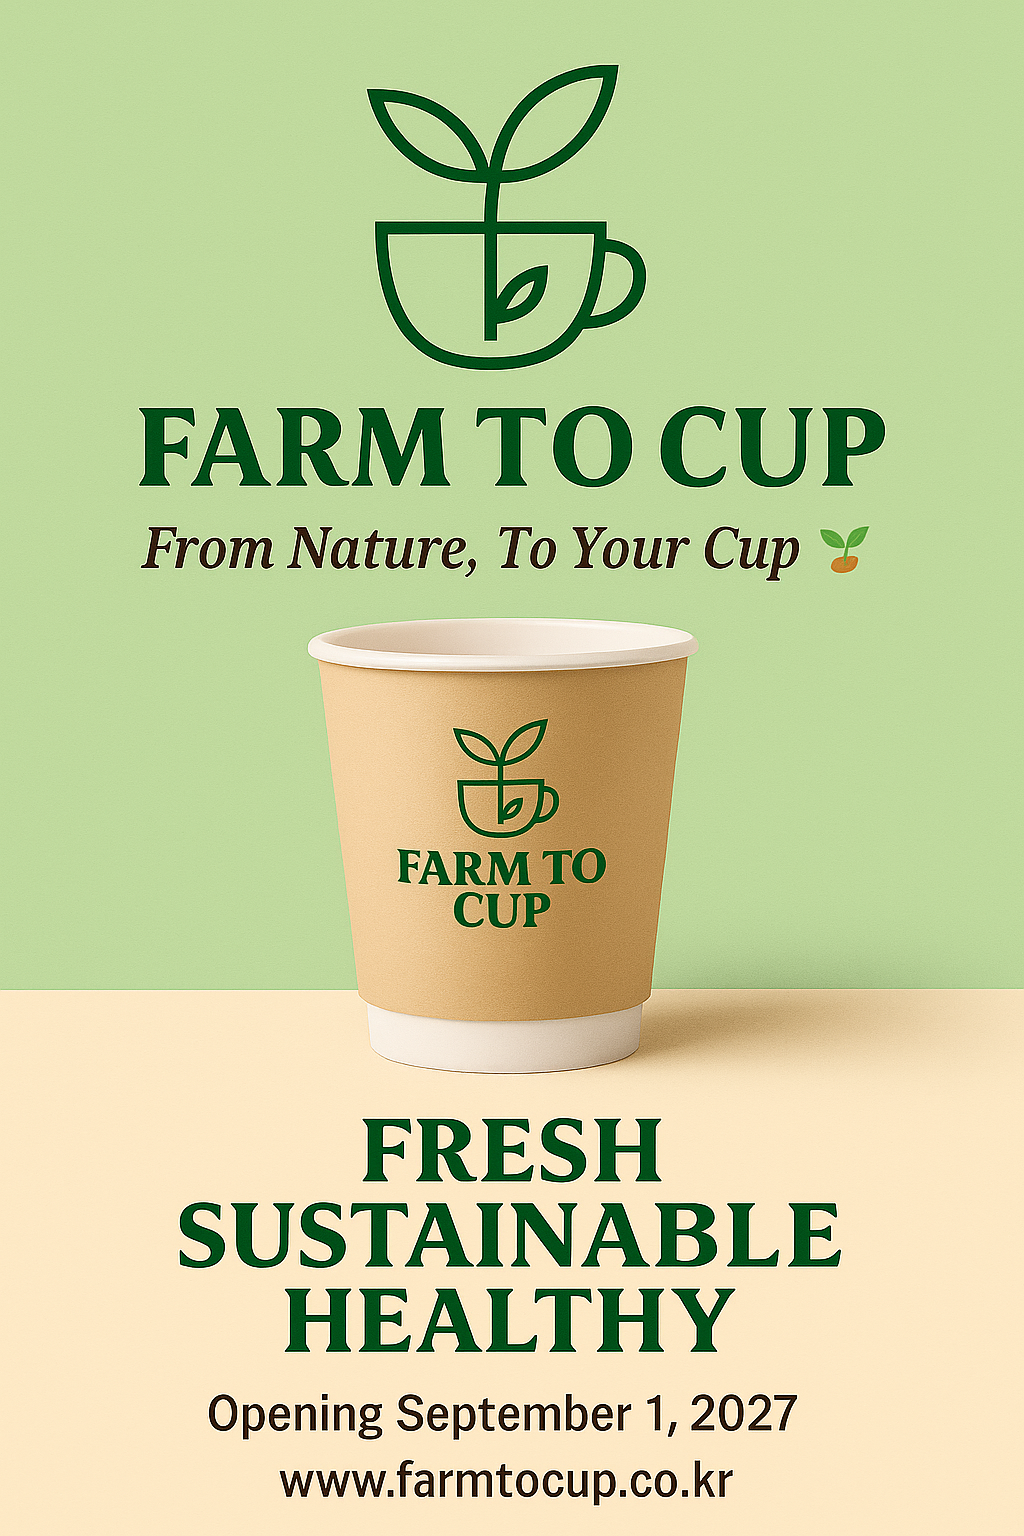 FARM TO CUP
From Nature, To Your Cup 🌱
FARM TO
CUP
FRESH
SUSTAINABLE
HEALTHY
Opening September 1, 2027
www.farmtocup.co.kr